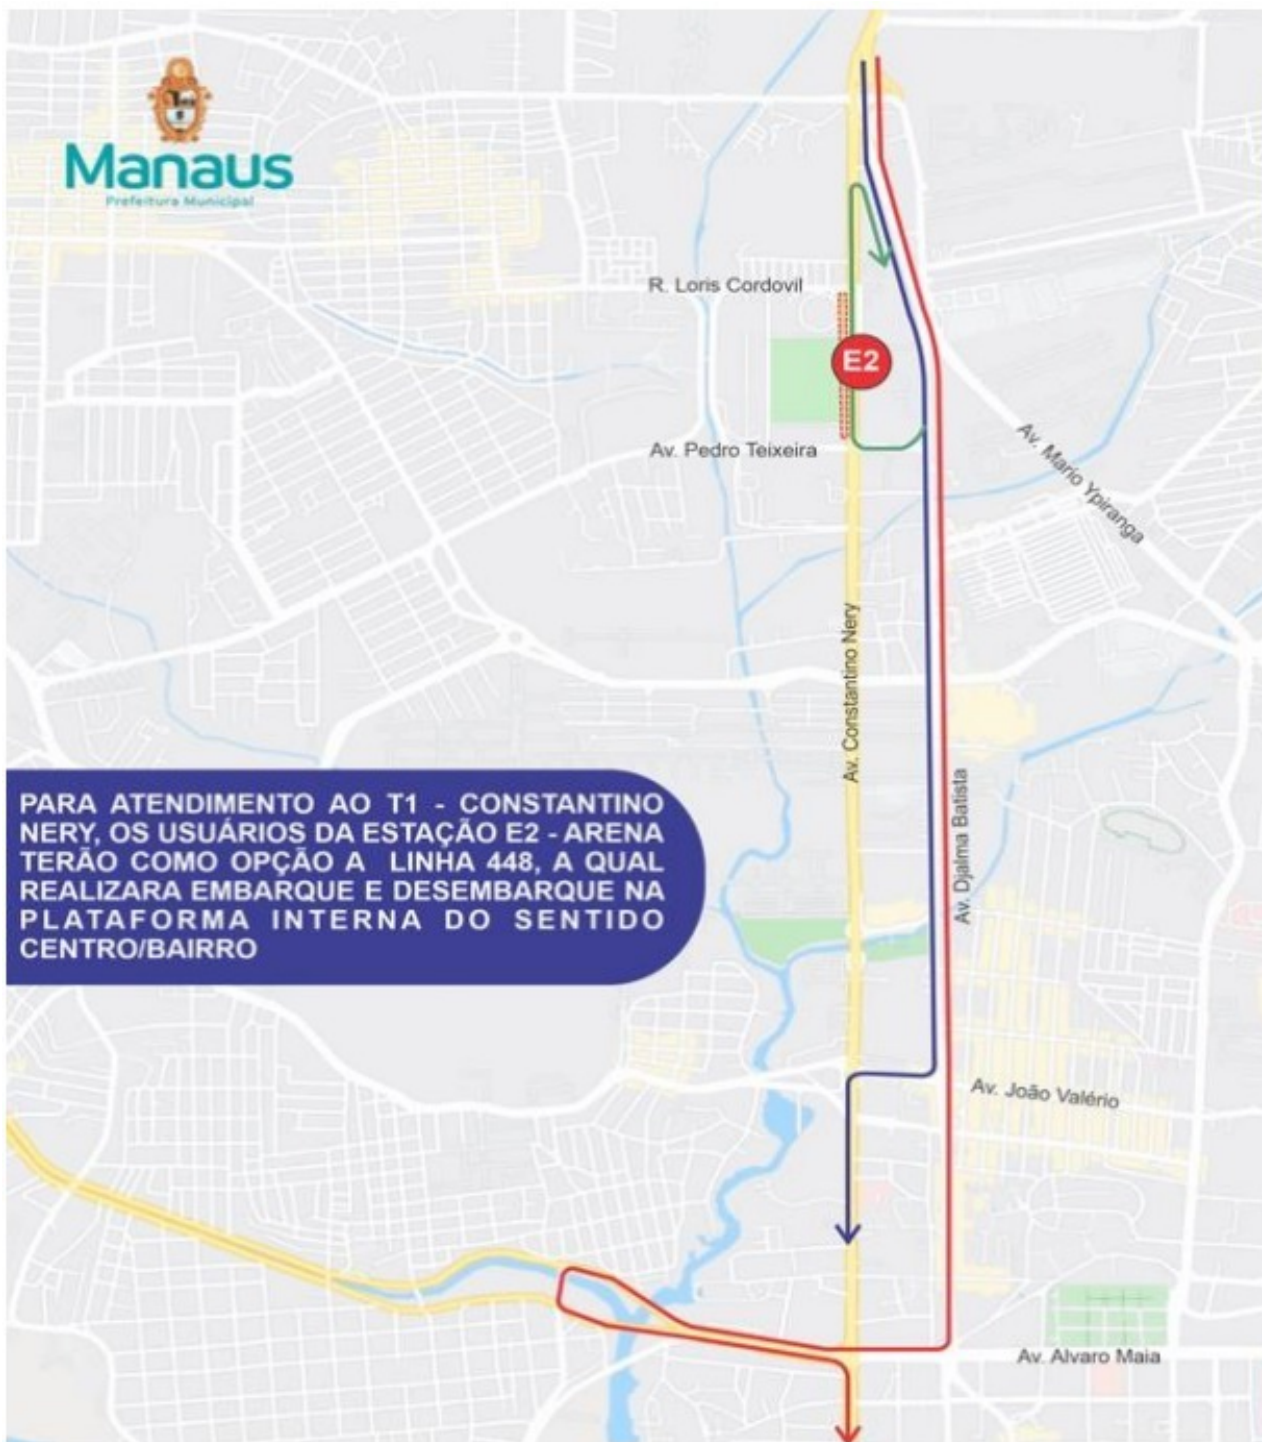 Manaus
Prefeitura Municipal
R. Loris Cordovil
E2
Av. Pedro Teixeira
Av. Mario Ypiranga
Av. Constantino Nery
Av. Djalma Batista
PARA ATENDIMENTO AO T1 - CONSTANTINO
NERY, OS USUÁRIOS DA ESTAÇÃO E2 - ARENA
TERÃO COMO OPÇÃO A LINHA 448, A QUAL
REALIZARA EMBARQUE E DESEMBARQUE NA
PLATAFORMA INTERNA DO SENTIDO
CENTRO/BAIRRO
Av. João Valério
Av. Alvaro Maia